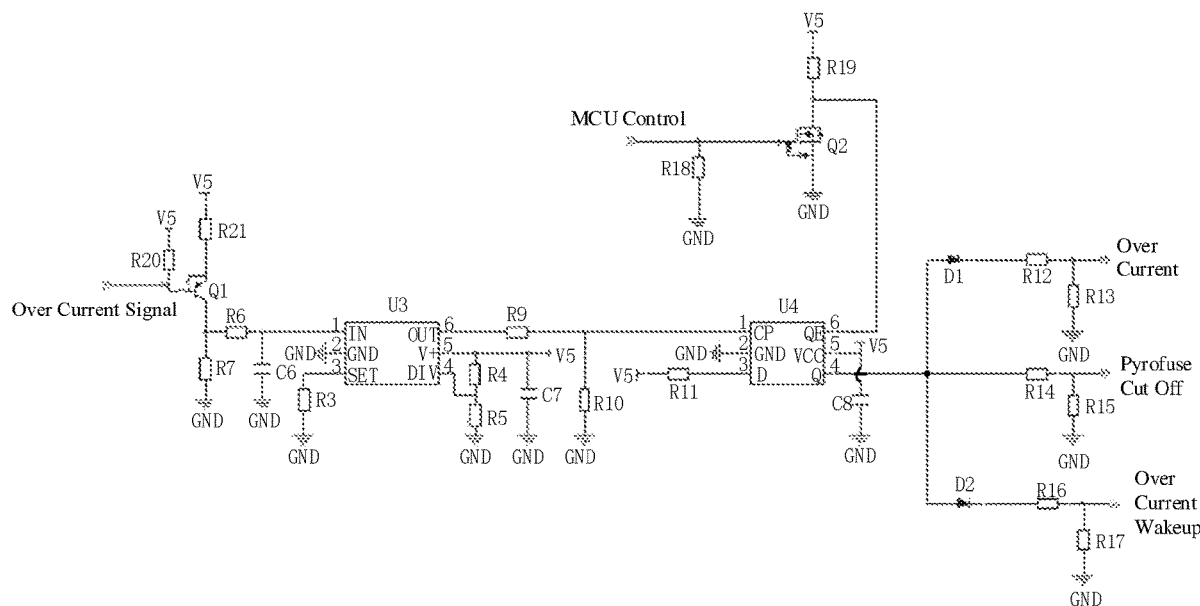 V5
R19
MCU Control
Q2
R18
GND
GND
V5
V5
R21
R20
Q1
Over Current Signal
R6
R7
C6
GND
GND
U3
1 IN OUT 6
GND 2 GND V+ 5 V5
3 SET DIV 4
R3
GND
R4
R5
GND
C7
GND
R9
R10
GND
U4
1 CP QE 6
GND 2 GND VCC 5 V5
V5 3 D Q 4
R11
C8
GND
D1
R12
Over
Current
R13
GND
R14
Pyrofuse
Cut Off
R15
GND
D2
R16
Over
Current
Wakeup
R17
GND